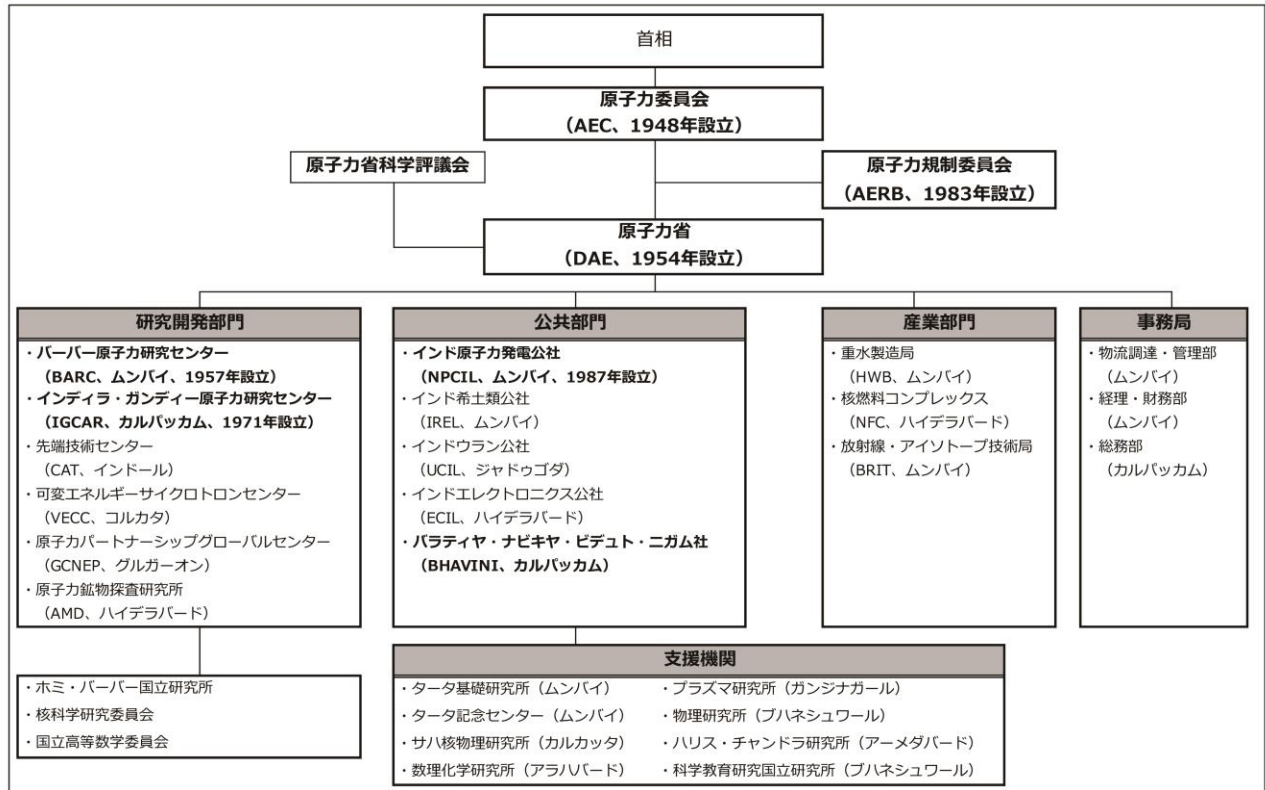 首相
原子力委員会
（AEC、1948年設立）
原子力省科学評議会
原子力規制委員会
（AERB、1983年設立）
原子力省
（DAE、1954年設立）
研究開発部門
・バーバー原子力研究センター
（BARC、ムンバイ、1957年設立）
・インディラ・ガンディー原子力研究センター
（IGCAR、カルパッカム、1971年設立）
・先端技術センター
（CAT、インドール）
・可変エネルギーサイクロトロンセンター
（VECC、コルカタ）
・原子力パートナーシップグローバルセンター
（GCNEP、グルガーオン）
・原子力鉱物探査研究所
（AMD、ハイデラバード）
公共部門
・インド原子力発電公社
（NPCIL、ムンバイ、1987年設立）
・インド希土類公社
（IREL、ムンバイ）
・インドウラン公社
（UCIL、ジャドゥゴダ）
・インドエレクトロニクス公社
（ECIL、ハイデラバード）
・バラティヤ・ナビキヤ・ビデュト・ニガム社
（BHAVINI、カルパッカム）
産業部門
・重水製造局
（HWB、ムンバイ）
・核燃料コンプレックス
（NFC、ハイデラバード）
・放射線・アイソトープ技術局
（BRIT、ムンバイ）
事務局
・物流調達・管理部
（ムンバイ）
・経理・財務部
（ムンバイ）
・総務部
（カルパッカム）
・ホミ・バーバー国立研究所
・核科学研究委員会
・国立高等数学委員会
支援機関
・タータ基礎研究所（ムンバイ）
・タータ記念センター（ムンバイ）
・サハ核物理研究所（カルカッタ）
・数理化学研究所（アラハバード）
・プラズマ研究所（ガンジナガール）
・物理研究所（ブハネシュワール）
・ハリス・チャンドラ研究所（アーメダバード）
・科学教育研究国立研究所（ブハネシュワール）